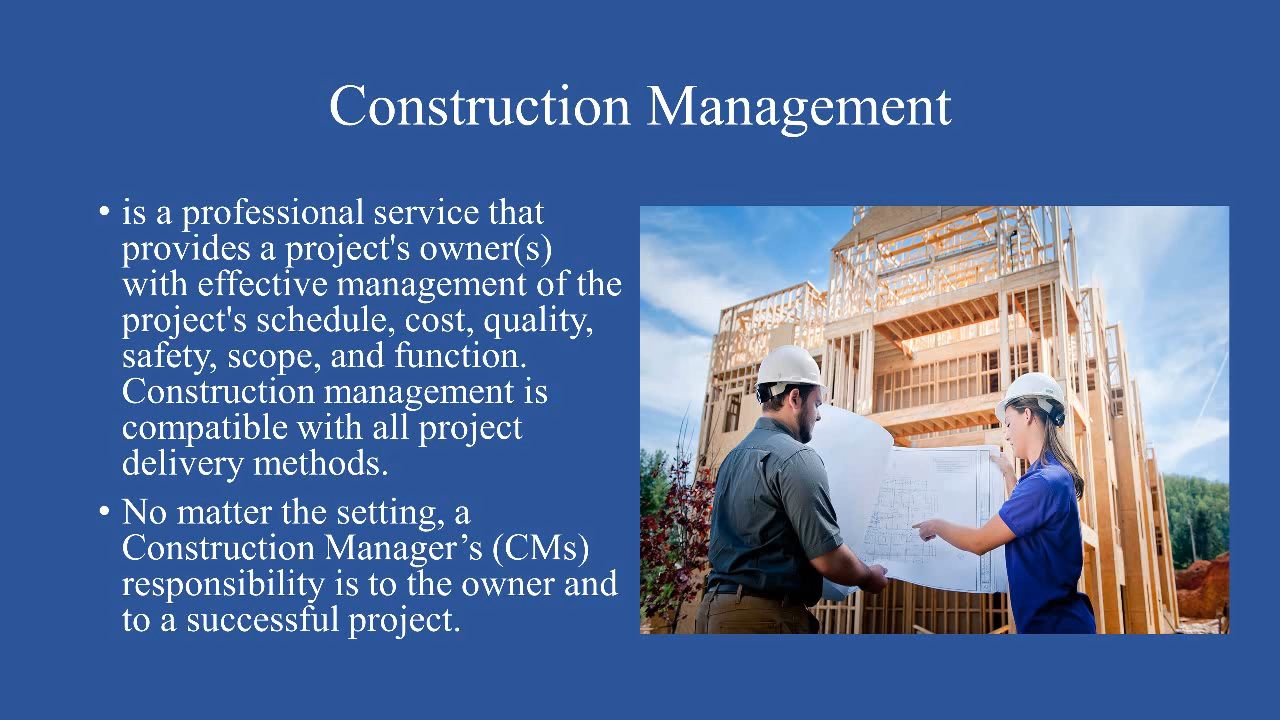 Construction Management
• is a professional service that
provides a project's owner(s)
with effective management of the
project's schedule, cost, quality,
safety, scope, and function.
Construction management is
compatible with all project
delivery methods.
• No matter the setting, a
Construction Manager’s (CMs)
responsibility is to the owner and
to a successful project.